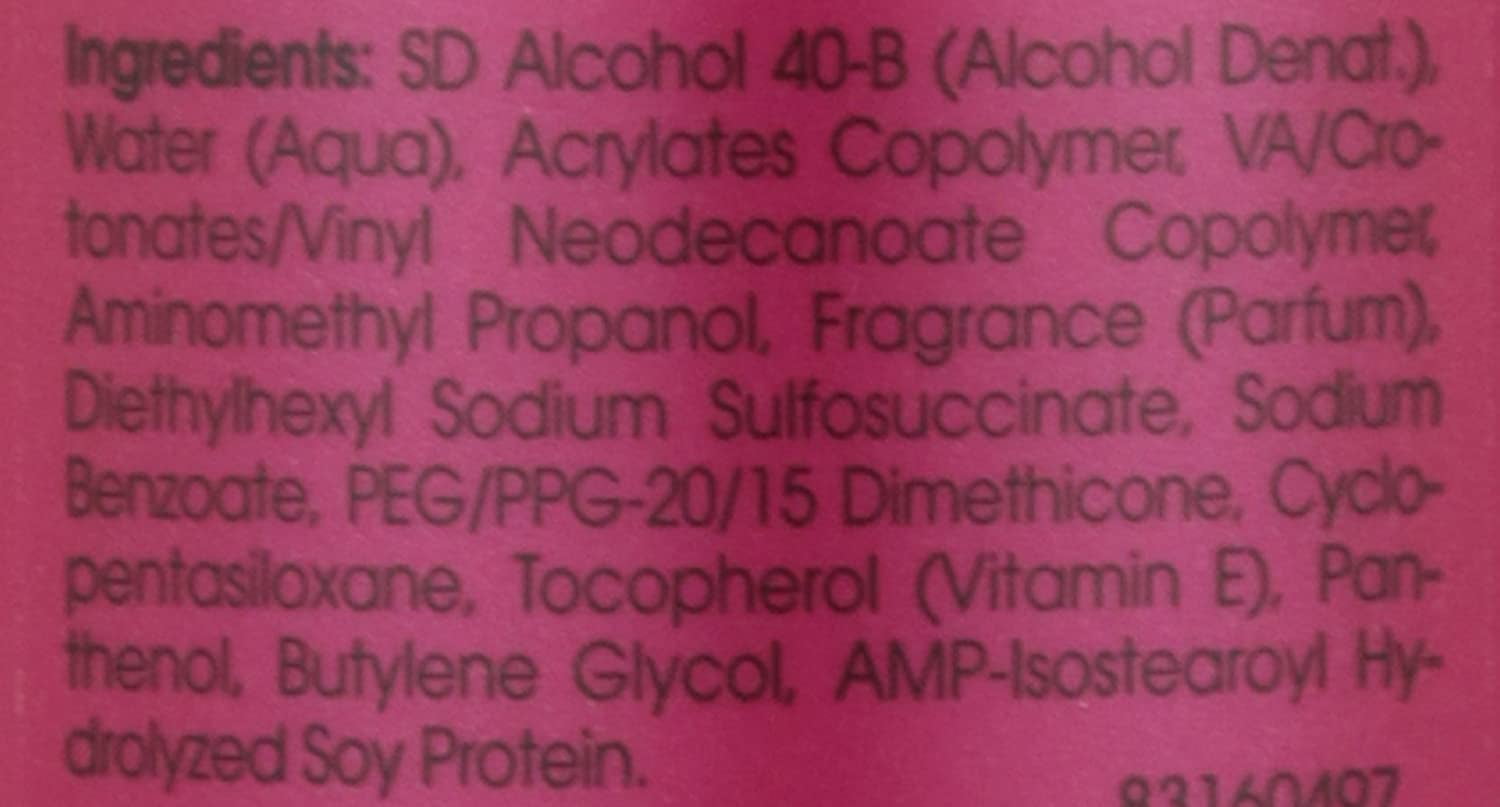 Ingredients: SD Alcohol 40-B (Alcohol Denat.),
Water (Aqua), Acrylates Copolymer, VA/Cro-
tonates/Vinyl Neodecanoate Copolymer,
Aminomethyl Propanol, Fragrance (Parfum),
Diethylhexyl Sodium Sulfosuccinate, Sodium
Benzoate, PEG/PPG-20/15 Dimethicone, Cyclo-
pentasiloxane, Tocopherol (Vitamin E), Pan-
thenol, Butylene Glycol, AMP-Isostearoyl Hy-
drolyzed Soy Protein.
83160497